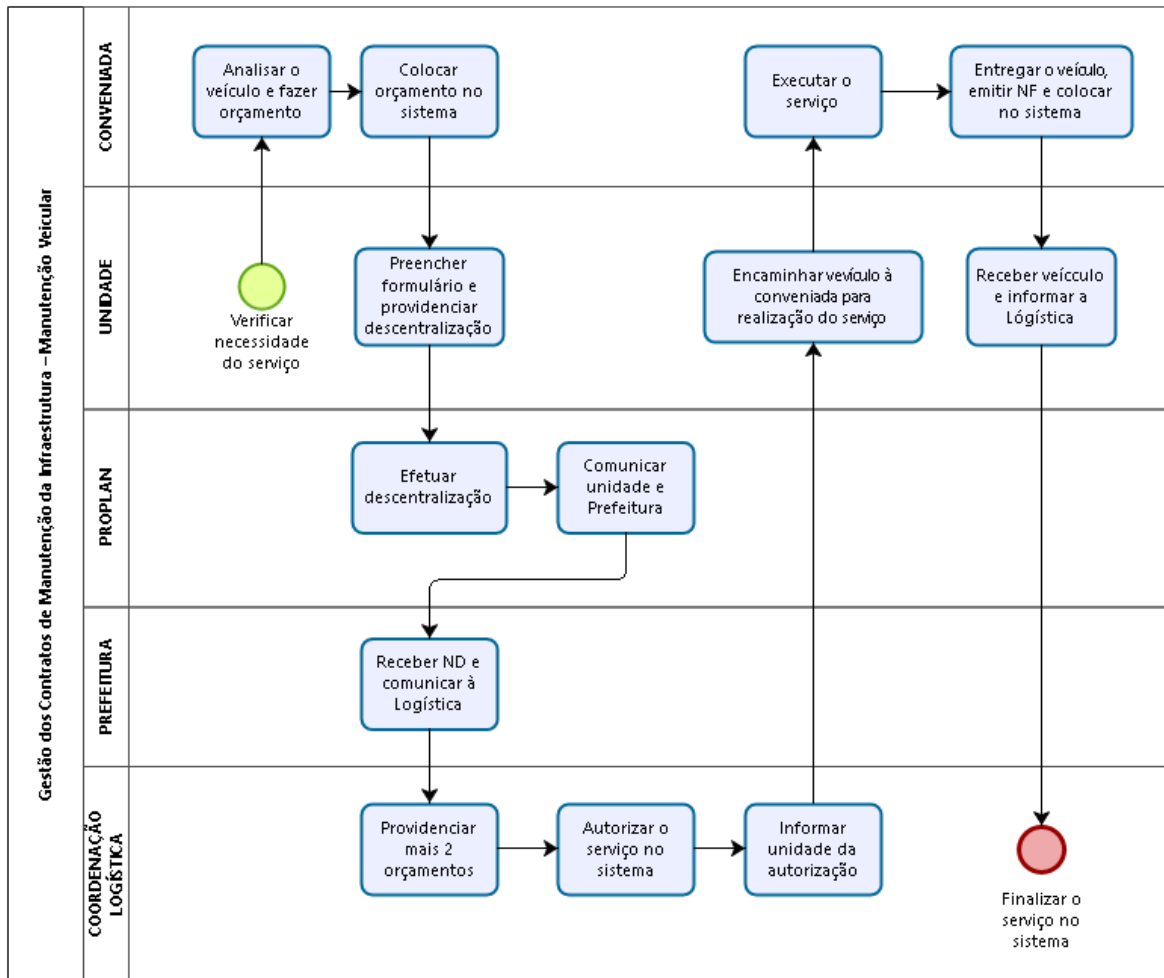 Gestão dos Contratos de Manutenção da Infraestrutura – Manutenção Veicular
CONVENIADA
Analisar o
veículo e fazer
orçamento
Colocar
orçamento no
sistema
Executar o
serviço
Entregar o veículo,
emitir NF e colocar
no sistema
UNIDADE
Verificar
necessidade
do serviço
Preencher
formulário e
providenciar
descentralização
Encaminhar vevículo à
conveniada para
realização do serviço
Receber veícculo
e informar a
Lógística
PROPLAN
Efetuar
descentralização
Comunicar
unidade e
Prefeitura
PREFEITURA
Receber ND e
comunicar à
Logística
COORDENAÇÃO
LOGÍSTICA
Providenciar
mais 2
orçamentos
Autorizar o
serviço no
sistema
Informar
unidade da
autorização
Finalizar o
serviço no
sistema